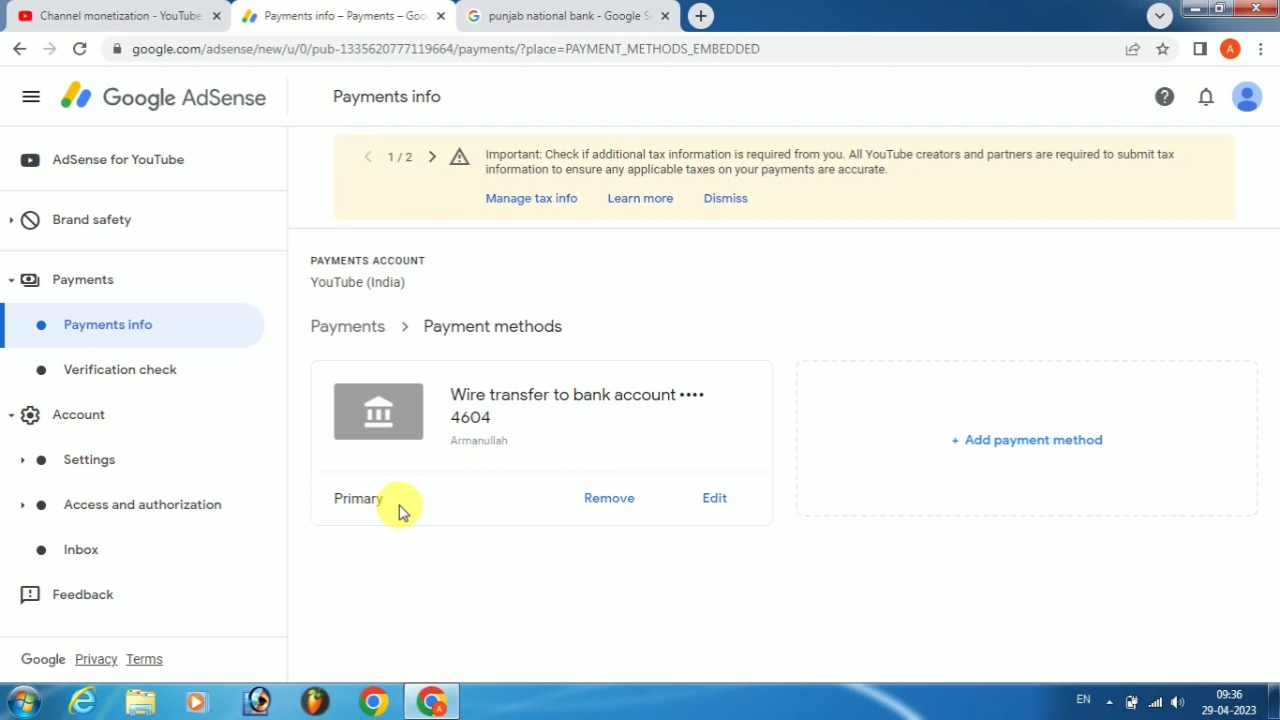 Channel monetization - YouTube
Payments info – Payments – Goo
punjab national bank - Google Se
google.com/adsense/new/u/0/pub-1335620777119664/payments/?place=PAYMENT_METHODS_EMBEDDED
A
Google AdSense
Payments info
AdSense for YouTube
Brand safety
Payments
Payments info
Verification check
Account
Settings
Access and authorization
Inbox
Feedback
Google Privacy Terms
1 / 2
Important: Check if additional tax information is required from you. All YouTube creators and partners are required to submit tax
information to ensure any applicable taxes on your payments are accurate.
Manage tax info Learn more Dismiss
PAYMENTS ACCOUNT
YouTube (India)
Payments > Payment methods
Wire transfer to bank account ••••
4604
Armanullah
Primary Remove Edit
+ Add payment method
EN
09:36
29-04-2023